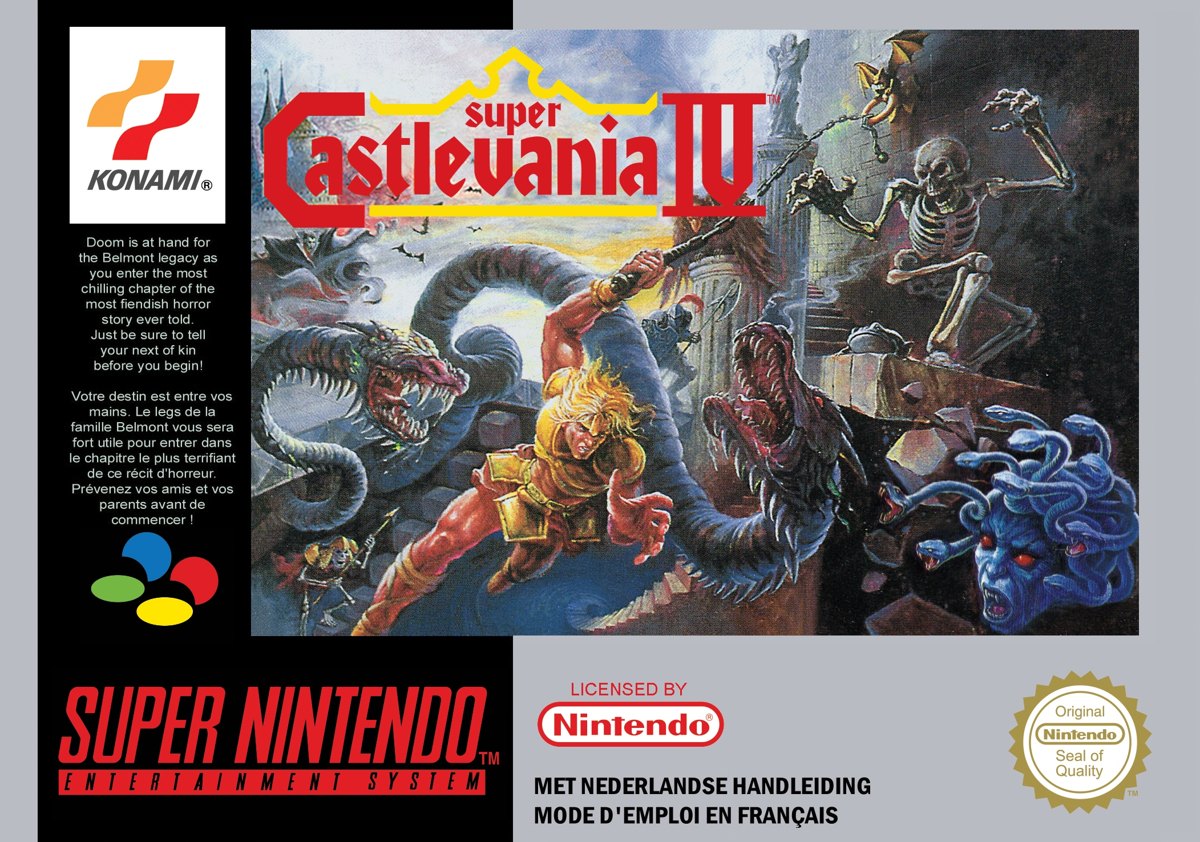 KONAMI®
Doom is at hand for
the Belmont legacy as
you enter the most
chilling chapter of the
most fiendish horror
story ever told.
Just be sure to tell
your next of kin
before you begin!
Votre destin est entre vos
mains. Le legs de la
famille Belmont vous sera
fort utile pour entrer dans
le chapitre le plus terrifiant
de ce récit d'horreur.
Prévenez vos amis et vos
parents avant de
commencer !
super
Castlevania IV™
SUPER NINTENDO™
ENTERTAINMENT SYSTEM
LICENSED BY
Nintendo®
MET NEDERLANDSE HANDLEIDING
MODE D'EMPLOI EN FRANÇAIS
Original
Nintendo
Seal of
Quality
™